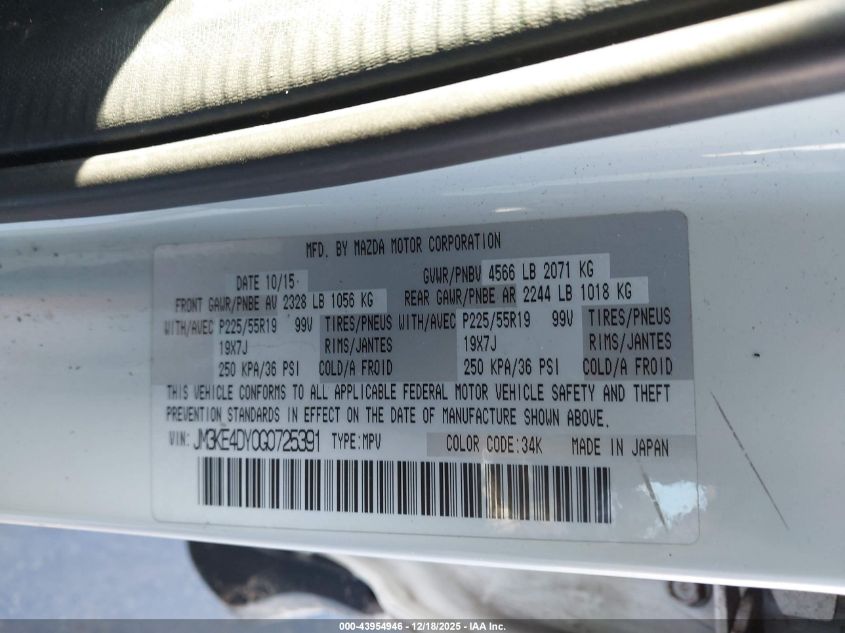 MFD. BY MAZDA MOTOR CORPORATION
DATE 10/15 GVWR/PNBV 4566 LB 2071 KG
FRONT GAWR/PNBE AV 2328 LB 1056 KG REAR GAWR/PNBE AR 2244 LB 1018 KG
WITH/AVEC P225/55R19 99V TIRES/PNEUS WITH/AVEC P225/55R19 99V TIRES/PNEUS
19X7J RIMS/JANTES 19X7J RIMS/JANTES
250 KPA/36 PSI COLD/A FROID 250 KPA/36 PSI COLD/A FROID
THIS VEHICLE CONFORMS TO ALL APPLICABLE FEDERAL MOTOR VEHICLE SAFETY AND THEFT
PREVENTION STANDARDS IN EFFECT ON THE DATE OF MANUFACTURE SHOWN ABOVE.
VIN: JM3KE4DY0G0725391 TYPE:MPV COLOR CODE:34K MADE IN JAPAN
000-43954946 - 12/18/2025 - IAA Inc.